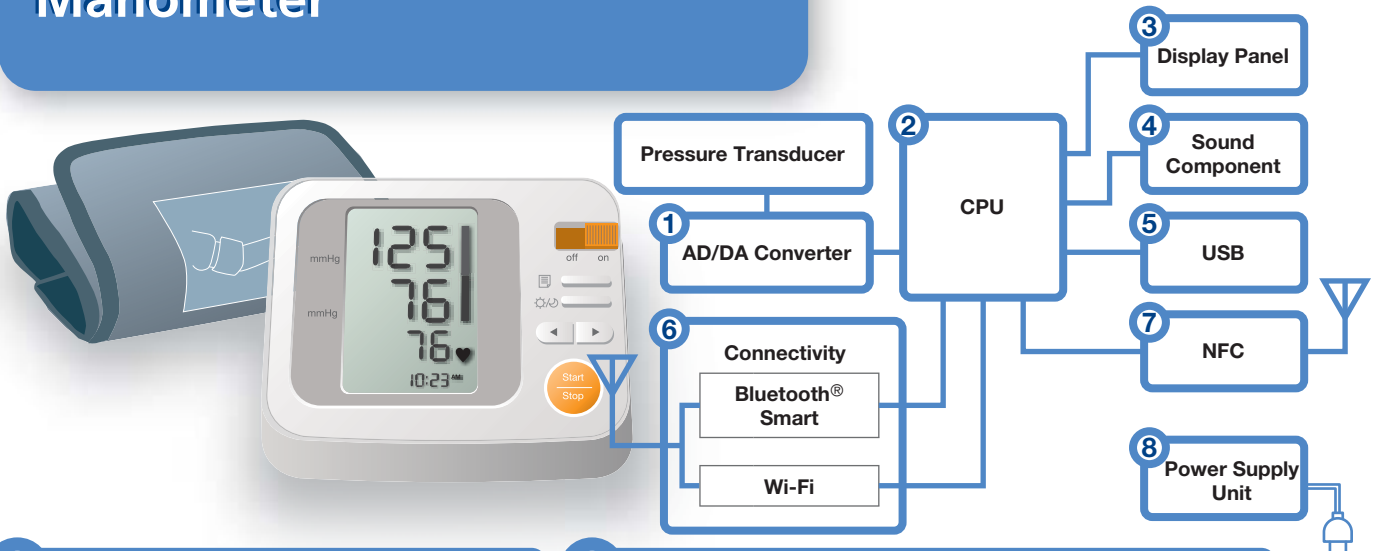 Manometer
3
Display Panel
2
4
Sound
Component
Pressure Transducer
CPU
1
AD/DA Converter
5
USB
125
mmHg
off on
76
mmHg
76
10:23 AM
Start
Stop
6
Connectivity
Bluetooth®
Smart
Wi-Fi
7
NFC
8
Power Supply
Unit